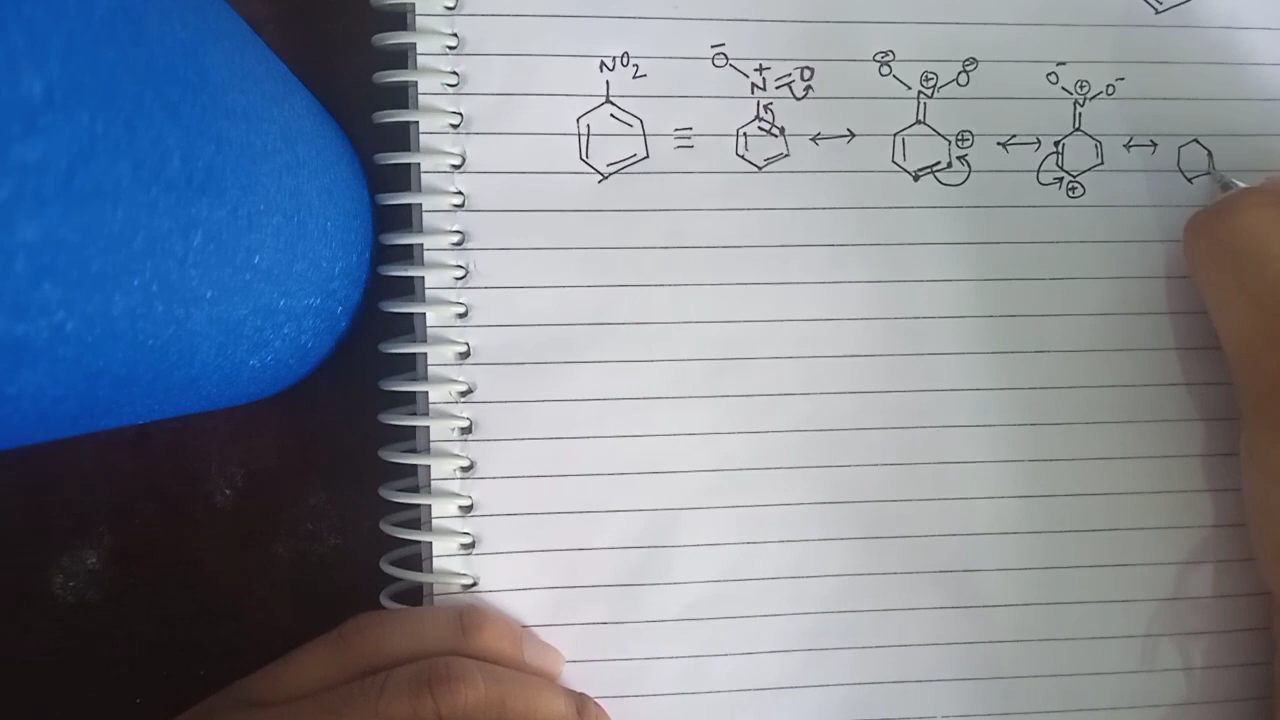 NO2 ≡ O⁻ N⁺ =O ↔ O⊖ N⊕ O⊖ ⊕ ↔ O⁻ N⊕ O⁻ ⊕ ↔